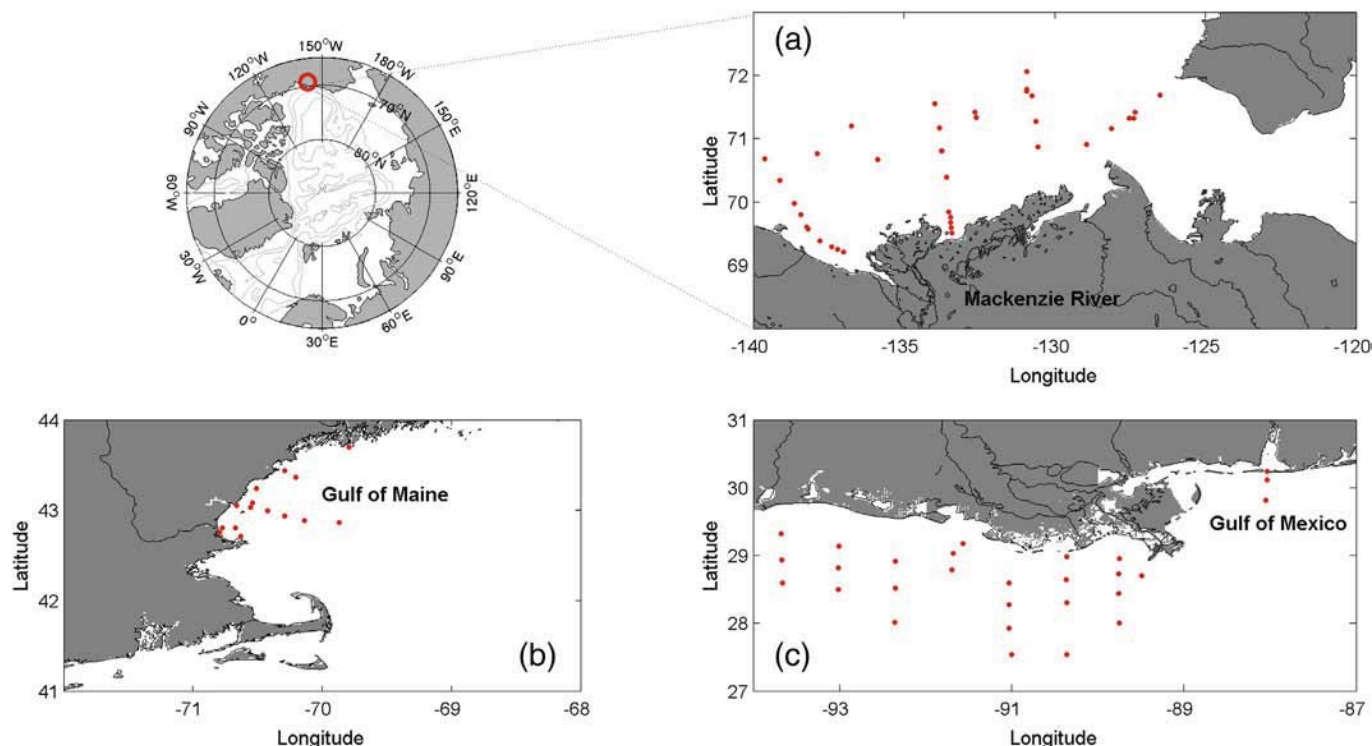 150°W
120°W
180°W
90°W
70°N
150°E
80°N
60°W
120°E
30°W
90°E
0°
60°E
30°E
(a)
72
71
70
69
Latitude
Mackenzie River
-140
-135
-130
-125
-120
Longitude
44
43
42
41
Latitude
Gulf of Maine
(b)
-71
-70
-69
-68
Longitude
31
30
29
28
27
Latitude
Gulf of Mexico
(c)
-93
-91
-89
-87
Longitude